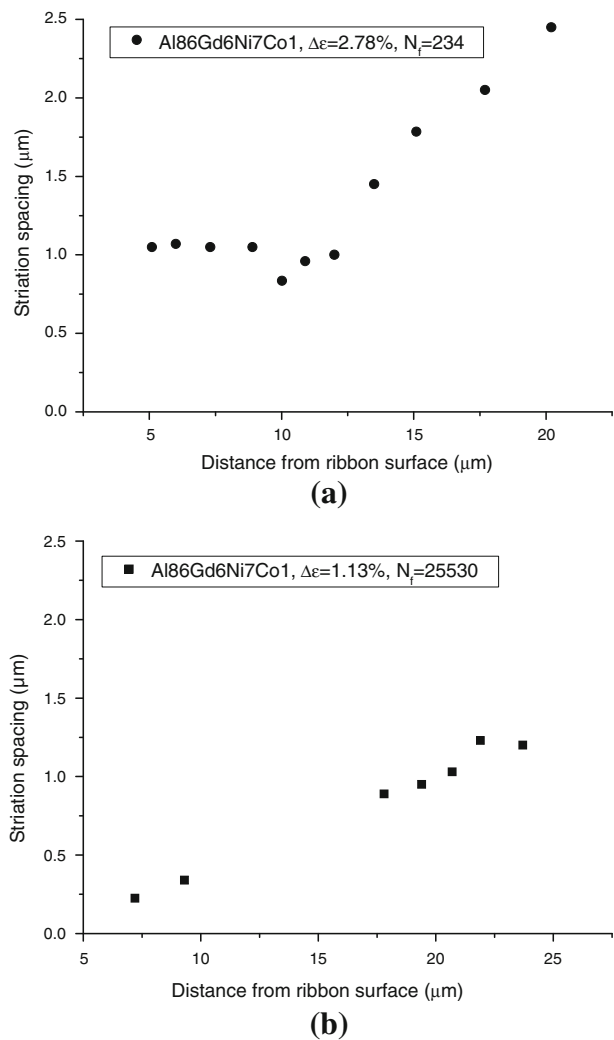 2.5
● Al86Gd6Ni7Co1, Δε=2.78%, Nf=234
2.0
1.5
1.0
0.5
0.0
Striation spacing (μm)
5 10 15 20
Distance from ribbon surface (μm)
(a)
2.5
■ Al86Gd6Ni7Co1, Δε=1.13%, Nf=25530
2.0
1.5
1.0
0.5
0.0
Striation spacing (μm)
5 10 15 20 25
Distance from ribbon surface (μm)
(b)